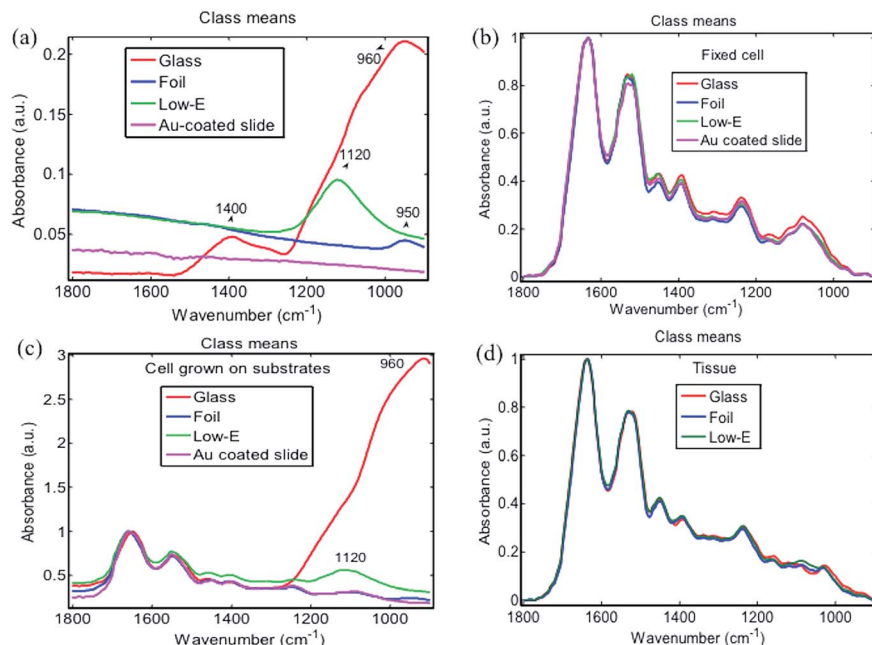 Class means
(a)
Glass
Foil
Low-E
Au-coated slide
960
1120
1400
950
Absorbance (a.u.)
0.2
0.15
0.1
0.05
1800 1600 1400 1200 1000
Wavenumber (cm-1)
Class means
(b)
Fixed cell
Glass
Foil
Low-E
Au coated slide
Absorbance (a.u.)
1
0.8
0.6
0.4
0.2
0
1800 1600 1400 1200 1000
Wavenumber (cm-1)
Class means
(c)
Cell grown on substrates
Glass
Foil
Low-E
Au coated slide
960
1120
Absorbance (a.u.)
3
2.5
2
1.5
1
0.5
1800 1600 1400 1200 1000
Wavenumber (cm-1)
Class means
(d)
Tissue
Glass
Foil
Low-E
Absorbance (a.u.)
1
0.8
0.6
0.4
0.2
0
1800 1600 1400 1200 1000
Wavenumber (cm-1)